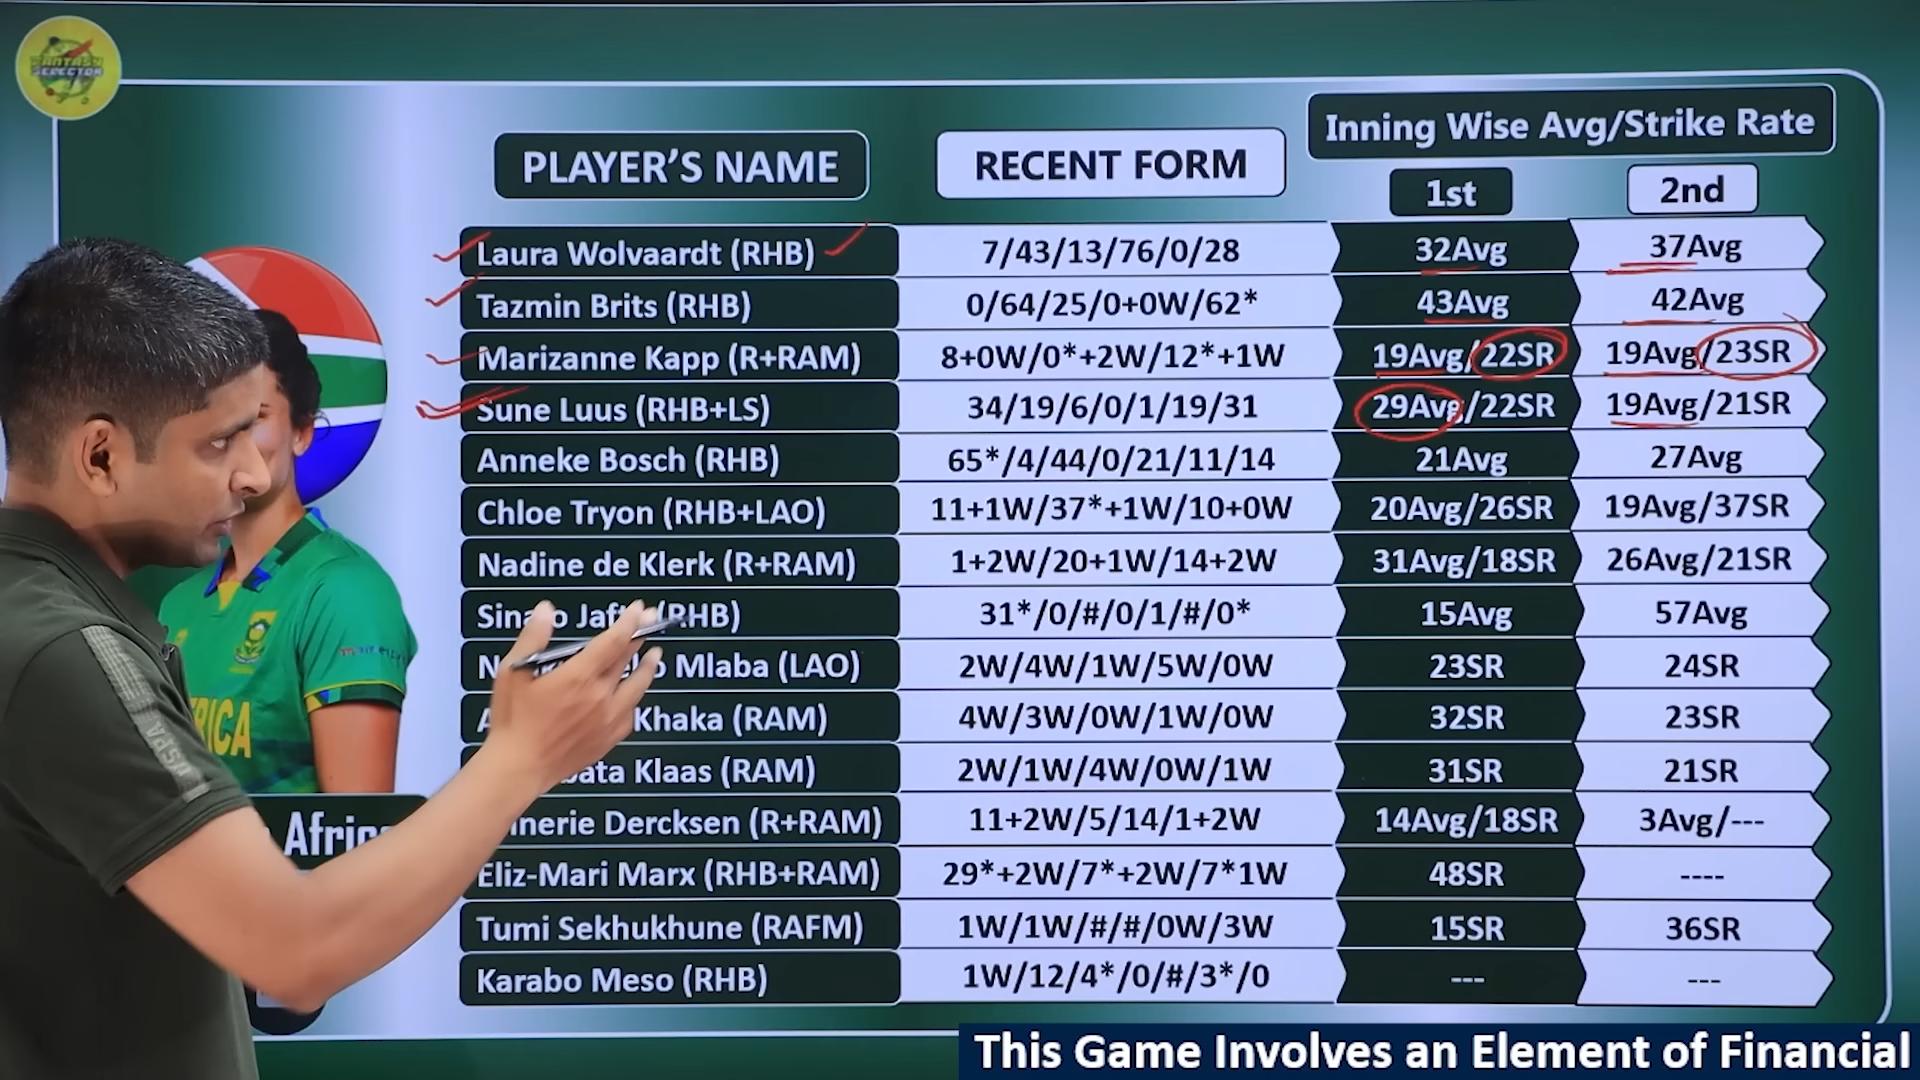 FANTASY
SELECTOR
Inning Wise Avg/Strike Rate
PLAYER'S NAME RECENT FORM 1st 2nd
Laura Wolvaardt (RHB) 7/43/13/76/0/28 32Avg 37Avg
Tazmin Brits (RHB) 0/64/25/0+0W/62* 43Avg 42Avg
Marizanne Kapp (R+RAM) 8+0W/0*+2W/12*+1W 19Avg/22SR 19Avg/23SR
Sune Luus (RHB+LS) 34/19/6/0/1/19/31 29Avg/22SR 19Avg/21SR
Anneke Bosch (RHB) 65*/4/44/0/21/11/14 21Avg 27Avg
Chloe Tryon (RHB+LAO) 11+1W/37*+1W/10+0W 20Avg/26SR 19Avg/37SR
Nadine de Klerk (R+RAM) 1+2W/20+1W/14+2W 31Avg/18SR 26Avg/21SR
(RHB) 31*/0/#/0/1/#/0* 15Avg 57Avg
Mlaba (LAO) 2W/4W/1W/5W/0W 23SR 24SR
Khaka (RAM) 4W/3W/0W/1W/0W 32SR 23SR
Klaas (RAM) 2W/1W/4W/0W/1W 31SR 21SR
Dercksen (R+RAM) 11+2W/5/14/1+2W 14Avg/18SR 3Avg/---
Eliz-Mari Marx (RHB+RAM) 29*+2W/7*+2W/7*1W 48SR ----
Tumi Sekhukhune (RAFM) 1W/1W/#/#/0W/3W 15SR 36SR
Karabo Meso (RHB) 1W/12/4*/0/#/3*/0 --- ---
This Game Involves an Element of Financial